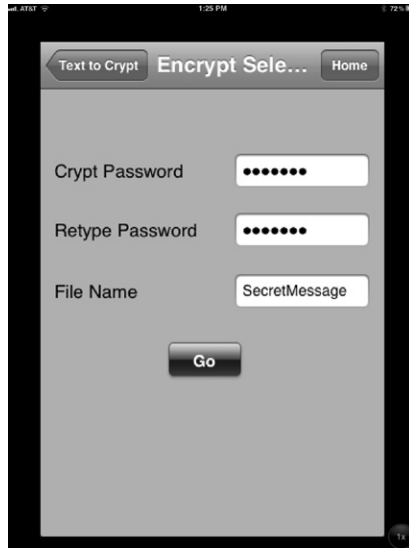 AT&T 1:25 PM 72%
Text to Crypt Encrypt Sele... Home
Crypt Password •••••••
Retype Password •••••••
File Name SecretMessage
Go
1x